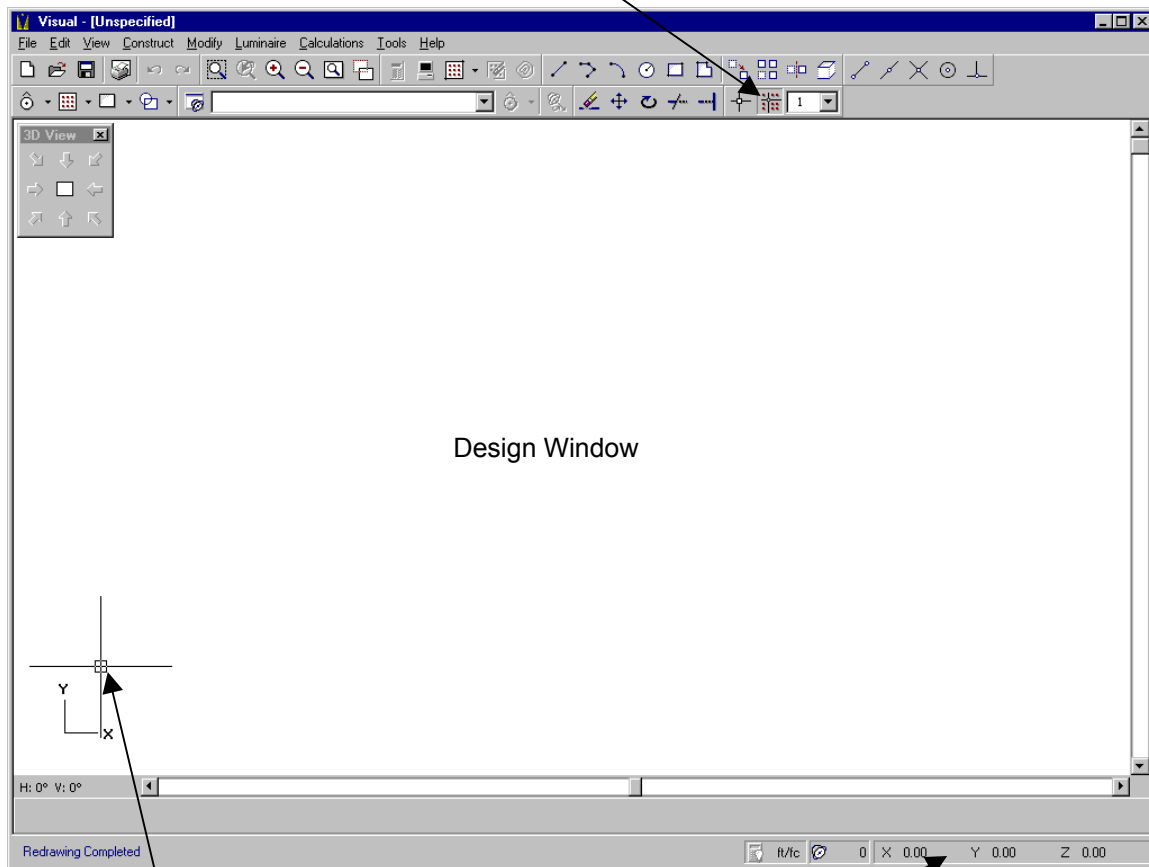 Visual - [Unspecified]
File Edit View Construct Modify Luminaire Calculations Tools Help
1
3D View
Design Window
Y
X
H: 0° V: 0°
Redrawing Completed ft/fc 0 X 0.00 Y 0.00 Z 0.00